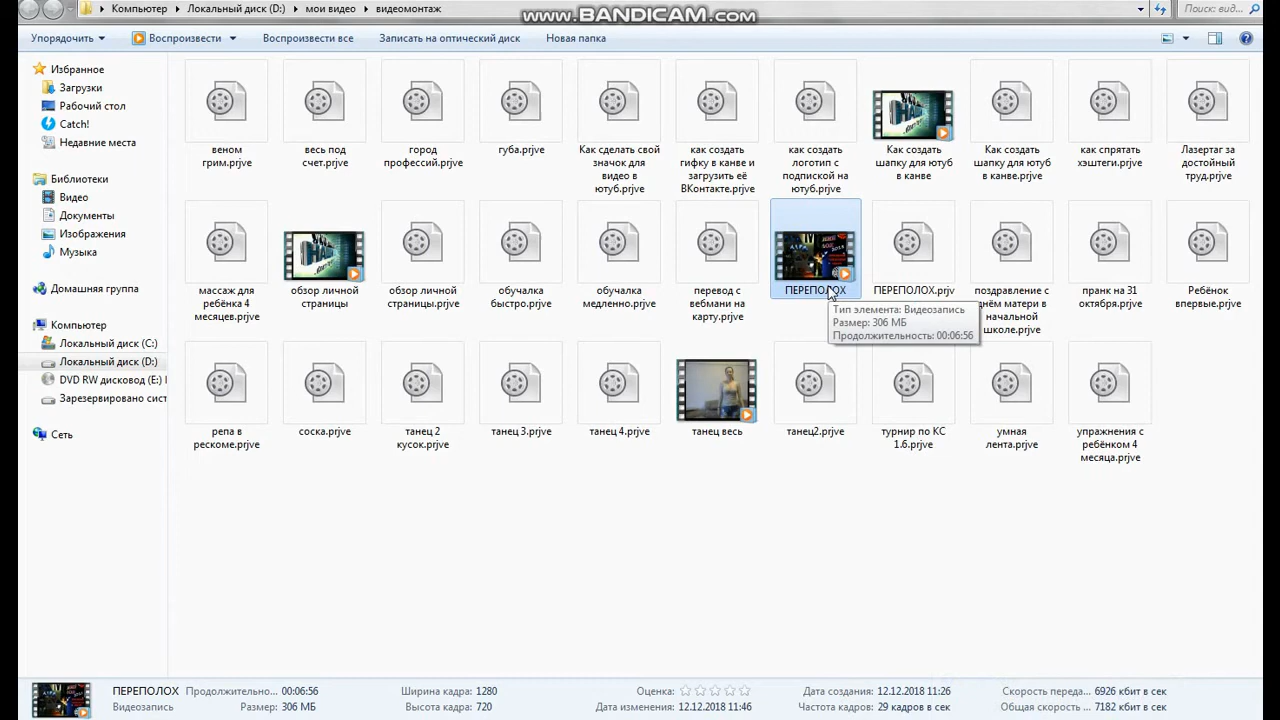 Компьютер ▸ Локальный диск (D:) ▸ мои видео ▸ видеомонтаж
www.BANDICAM.com
Поиск: вид...
Упорядочить
Воспроизвести
Воспроизвести все
Записать на оптический диск
Новая папка
Избранное
Загрузки
Рабочий стол
Catch!
Недавние места
Библиотеки
Видео
Документы
Изображения
Музыка
Домашняя группа
Компьютер
Локальный диск (C:)
Локальный диск (D:)
DVD RW дисковод (E:)
Зарезервировано сист
Сеть
веном
грим.prjve
весь под
счет.prjve
город
профессий.prjve
губа.prjve
Как сделать свой
значок для
видео в
ютуб.prjve
как создать
гифку в канве и
загрузить её
ВКонтакте.prjve
как создать
логотип с
подпиской на
ютуб.prjve
Как создать
шапку для ютуб
в канве
Как создать
шапку для ютуб
в канве.prjve
как спрятать
хэштеги.prjve
Лазертаг за
достойный
труд.prjve
массаж для
ребёнка 4
месяцев.prjve
обзор личной
страницы
обзор личной
страницы.prjve
обучалка
быстро.prjve
обучалка
медленно.prjve
перевод с
вебмани на
карту.prjve
ПЕРЕПОЛОХ
ПЕРЕПОЛОХ.prjv
поздравление с
днём матери в
начальной
школе.prjve
пранк на 31
октября.prjve
Ребёнок
впервые.prjve
Тип элемента: Видеозапись
Размер: 306 МБ
Продолжительность: 00:06:56
репа в
рескоме.prjve
соска.prjve
танец 2
кусок.prjve
танец 3.prjve
танец 4.prjve
танец весь
танец2.prjve
турнир по КС
1.6.prjve
умная
лента.prjve
упражнения с
ребёнком 4
месяца.prjve
ПЕРЕПОЛОХ
Видеозапись
Продолжительно... 00:06:56
Размер: 306 МБ
Ширина кадра: 1280
Высота кадра: 720
Оценка:
Дата изменения: 12.12.2018 11:46
Дата создания: 12.12.2018 11:26
Частота кадров: 29 кадров в сек
Скорость переда... 6926 кбит в сек
Общая скорость ... 7182 кбит в сек